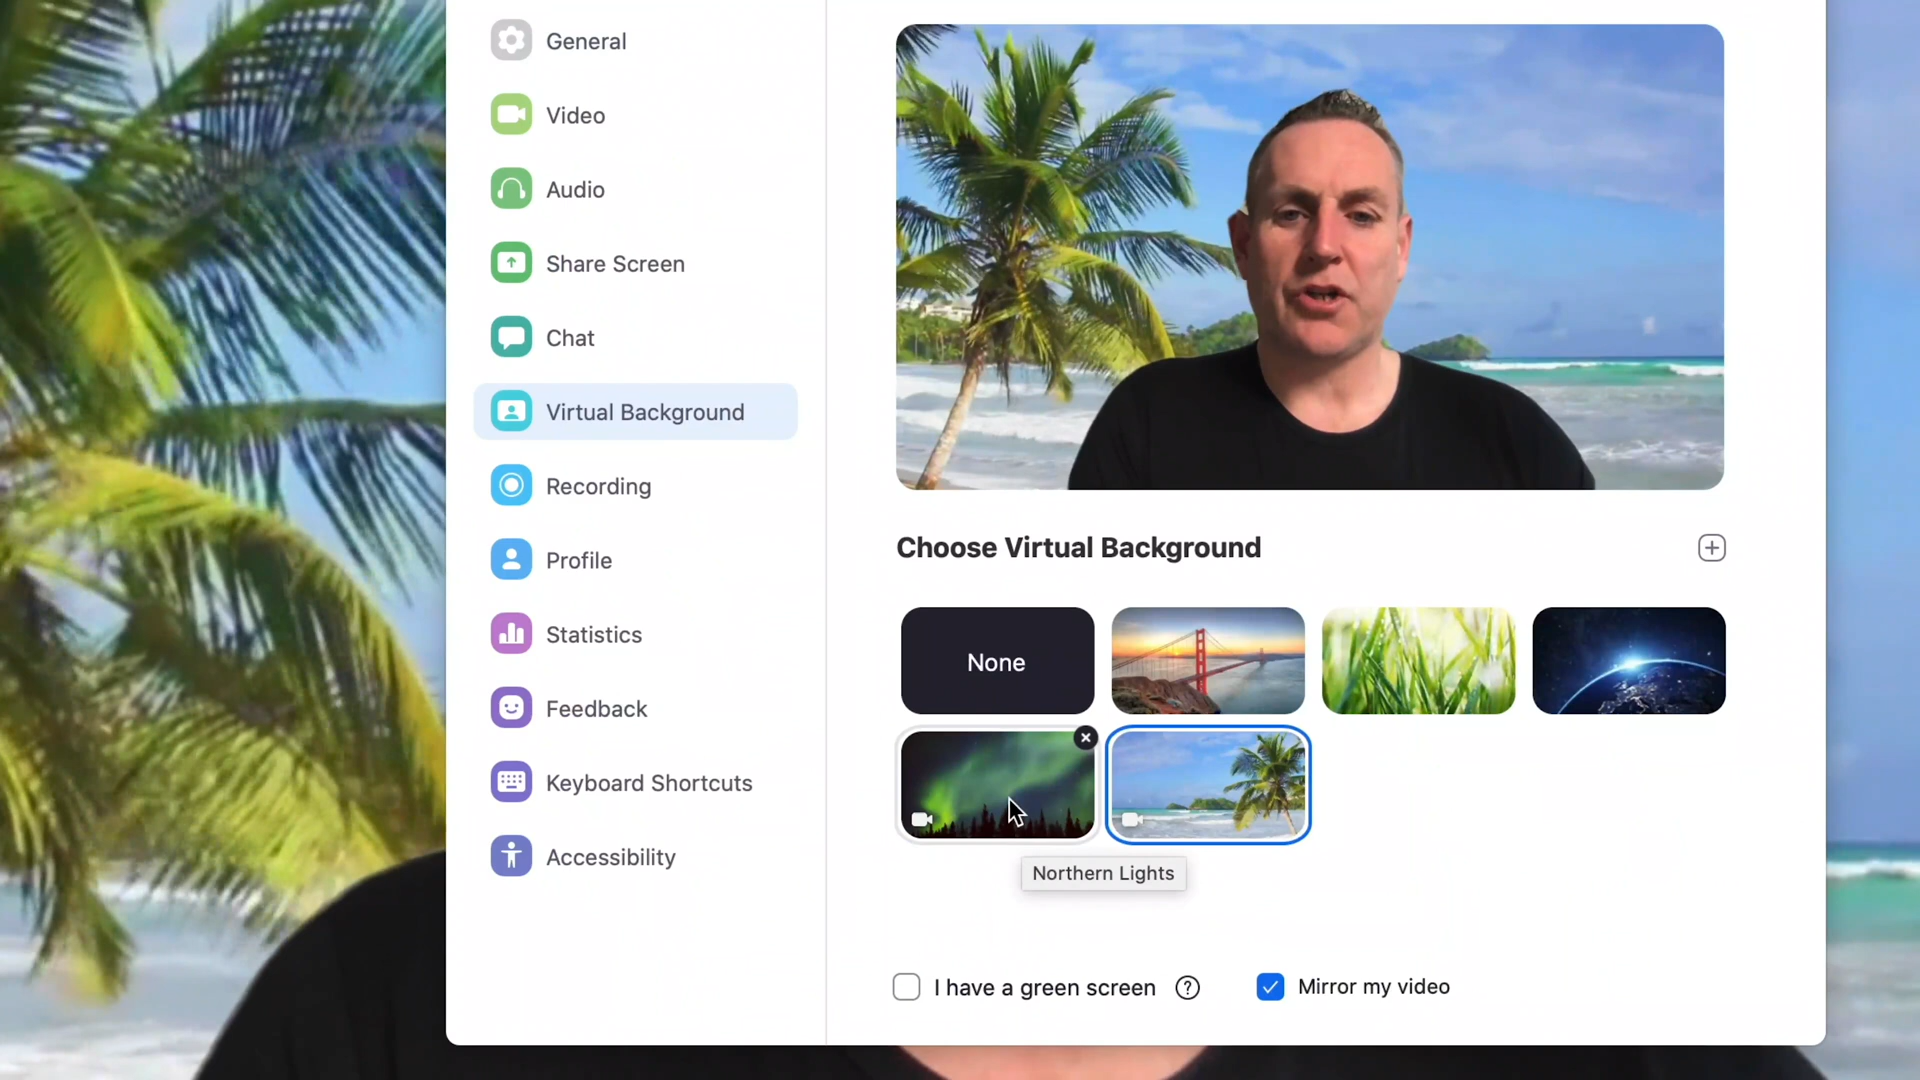 General
Video
Audio
Share Screen
Chat
Virtual Background
Recording
Profile
Statistics
Feedback
Keyboard Shortcuts
Accessibility
Choose Virtual Background
None
Northern Lights
I have a green screen
Mirror my video